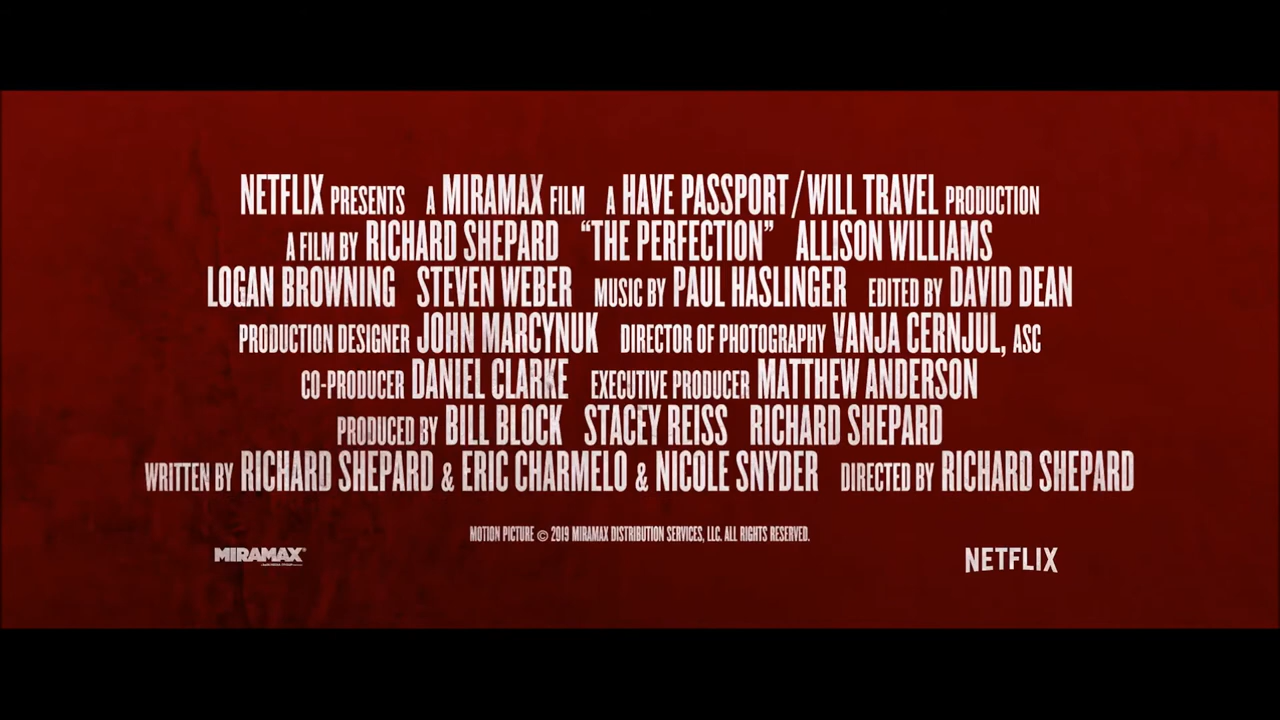 NETFLIX PRESENTS A MIRAMAX FILM A HAVE PASSPORT/WILL TRAVEL PRODUCTION
A FILM BY RICHARD SHEPARD “THE PERFECTION” ALLISON WILLIAMS
LOGAN BROWNING STEVEN WEBER MUSIC BY PAUL HASLINGER EDITED BY DAVID DEAN
PRODUCTION DESIGNER JOHN MARCYNUK DIRECTOR OF PHOTOGRAPHY VANJA CERNJUL, ASC
CO-PRODUCER DANIEL CLARKE EXECUTIVE PRODUCER MATTHEW ANDERSON
PRODUCED BY BILL BLOCK STACEY REISS RICHARD SHEPARD
WRITTEN BY RICHARD SHEPARD & ERIC CHARMELO & NICOLE SNYDER DIRECTED BY RICHARD SHEPARD
MOTION PICTURE © 2019 MIRAMAX DISTRIBUTION SERVICES, LLC. ALL RIGHTS RESERVED.
MIRAMAX® NETFLIX